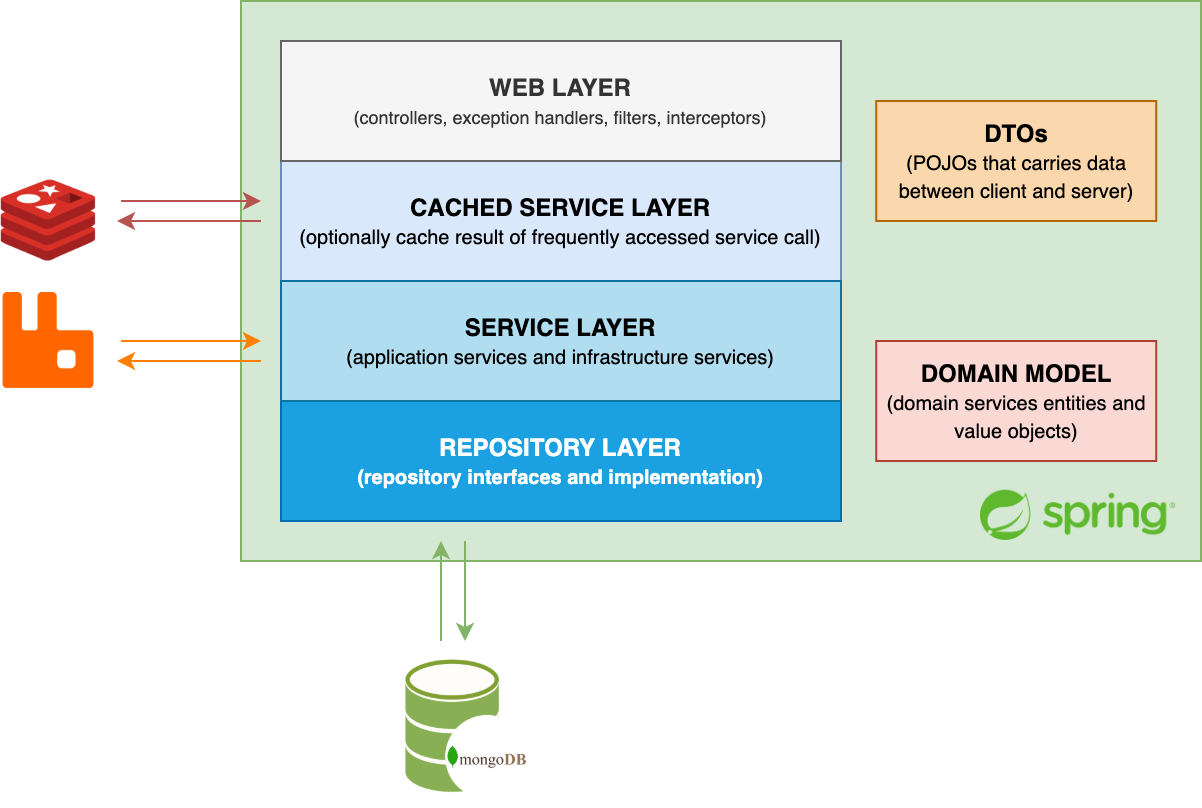 WEB LAYER
(controllers, exception handlers, filters, interceptors)
CACHED SERVICE LAYER
(optionally cache result of frequently accessed service call)
SERVICE LAYER
(application services and infrastructure services)
REPOSITORY LAYER
(repository interfaces and implementation)
DTOs
(POJOs that carries data
between client and server)
DOMAIN MODEL
(domain services entities and
value objects)
spring®
mongoDB